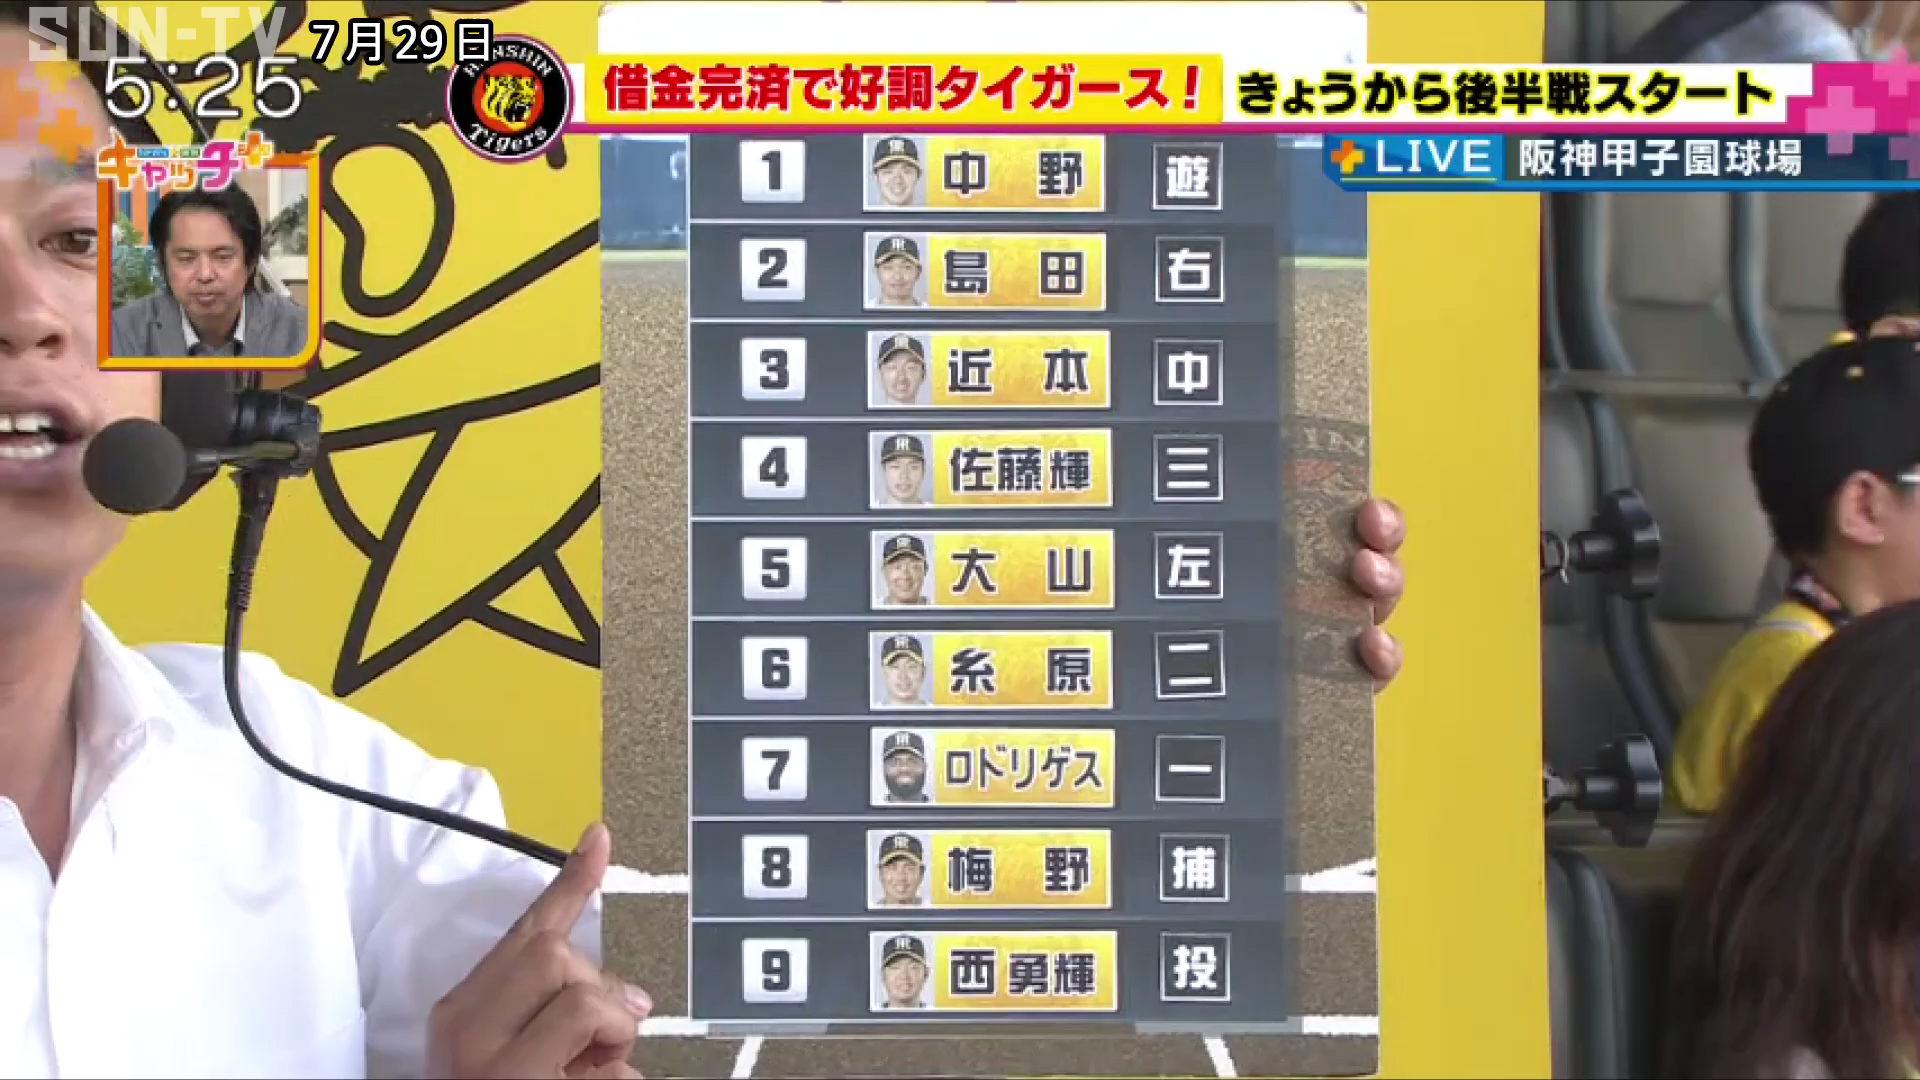 SUN-TV
7月29日
5:25
キャッチ+
HANSHIN
Tigers
借金完済で好調タイガース！
きょうから後半戦スタート
LIVE 阪神甲子園球場
1 中野 遊
2 島田 右
3 近本 中
4 佐藤輝 三
5 大山 左
6 糸原 二
7 ロドリゲス 一
8 梅野 捕
9 西勇輝 投